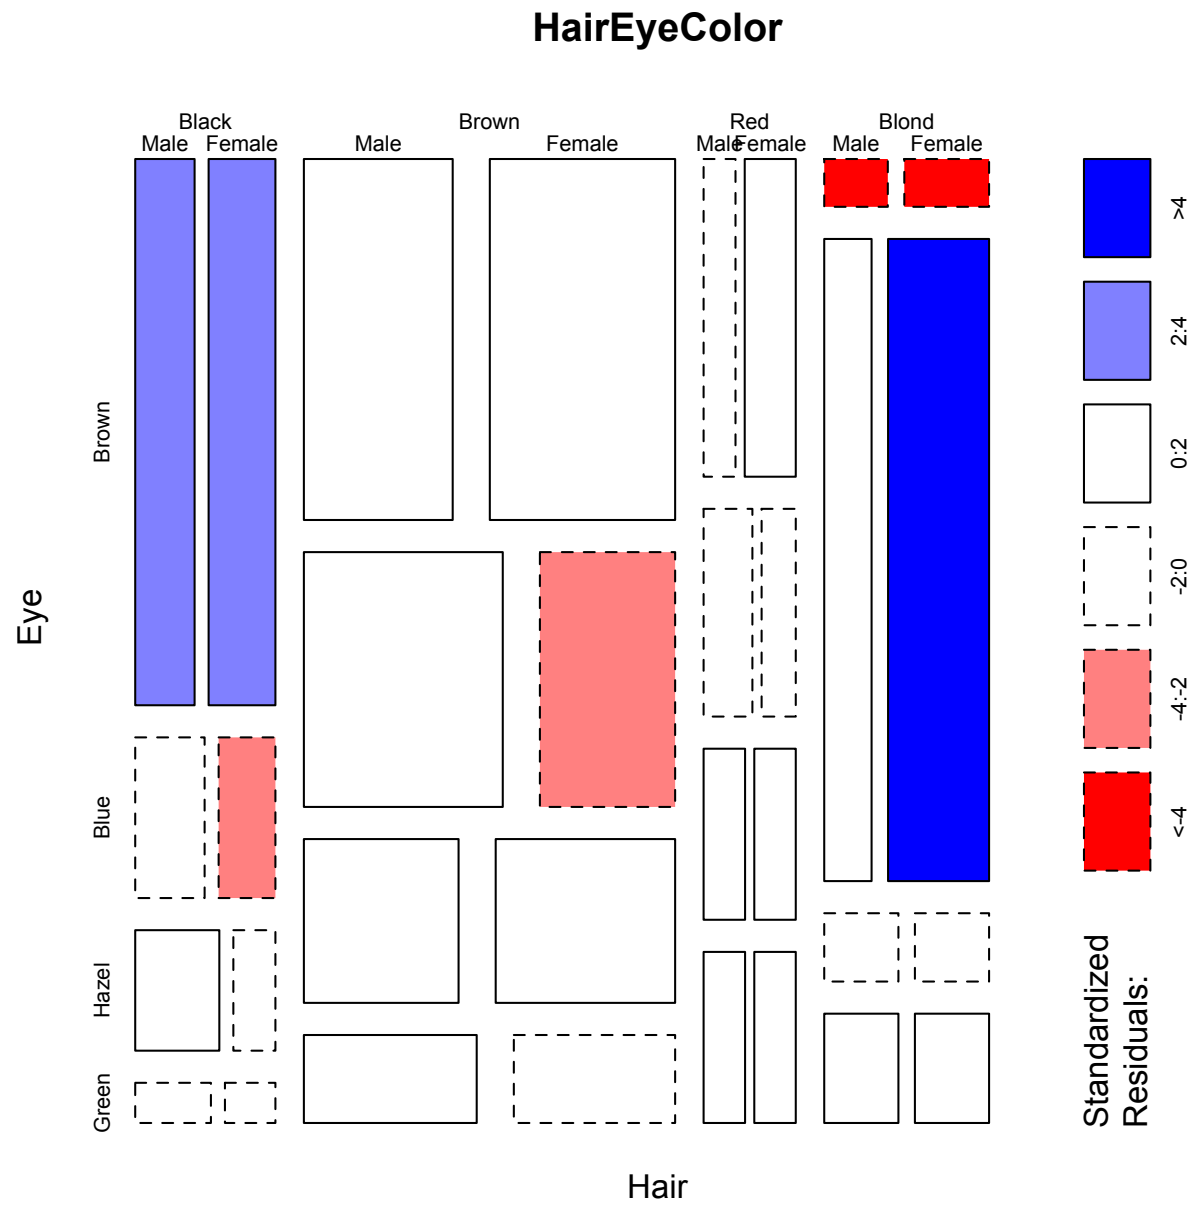 HairEyeColor
Black Brown Red Blond
Male Female Male Female Male Female Male Female
Brown
Blue
Hazel
Green
Eye
Hair
>4
2:4
0:2
-2:0
-4:-2
<-4
Standardized
Residuals: